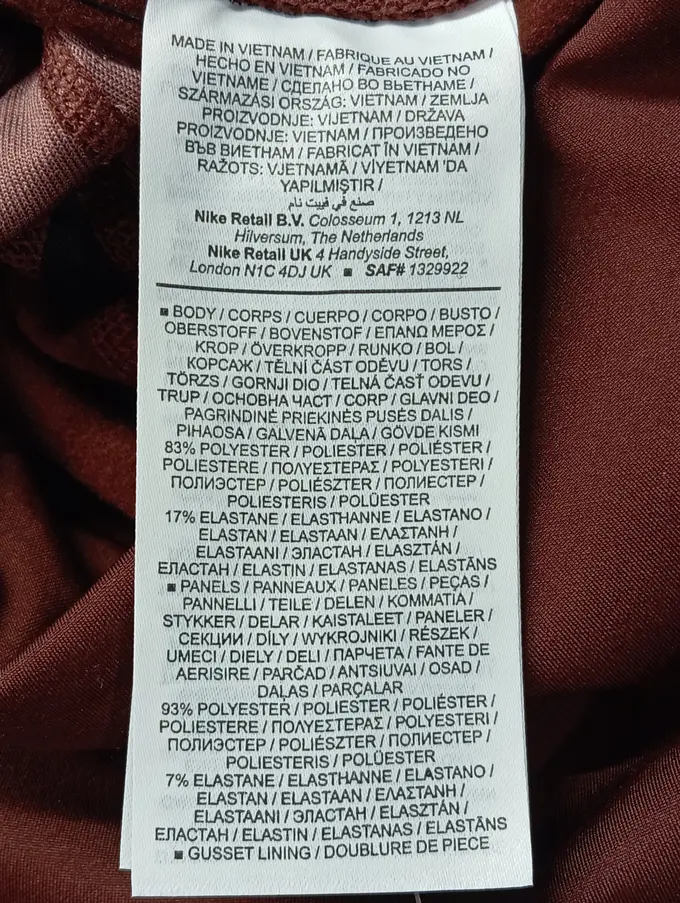 MADE IN VIETNAM / FABRIQUE AU VIETNAM /
HECHO EN VIETNAM / FABRICADO NO
VIETNAME / СДЕЛАНО ВО ВЬЕТНАМЕ /
SZÁRMAZÁSI ORSZÁG: VIETNAM / ZEMLJA
PROIZVODNJE: VIJETNAM / DRŽAVA
PROIZVODNJE: VIETNAM / ПРОИЗВЕДЕНО
ВЪВ ВИЕТНАМ / FABRICAT ÎN VIETNAM /
RAŽOTS: VJETNAMĀ / VİYETNAM 'DA
YAPILMIŞTIR /
صنع في فييت نام
Nike Retail B.V. Colosseum 1, 1213 NL
Hilversum, The Netherlands
Nike Retail UK 4 Handyside Street,
London N1C 4DJ UK ■ SAF# 1329922
■ BODY / CORPS / CUERPO / CORPO / BUSTO /
OBERSTOFF / BOVENSTOF / ΕΠΑΝΩ ΜΕΡΟΣ /
KROP / ÖVERKROPP / RUNKO / BOL /
КОРСАЖ / TĚLNÍ ČÁST ODĚVU / TORS /
TÖRZS / GORNJI DIO / TELNÁ ČASŤ ODEVU /
TRUP / ОСНОВНА ЧАСТ / CORP / GLAVNI DEO /
PAGRINDINĖ PRIEKINĖS PUSĖS DALIS /
PIHAOSA / GALVENĀ DAĻA / GÖVDE KISMI
83% POLYESTER / POLIESTER / POLIÉSTER /
POLIESTERE / ΠΟΛΥΕΣΤΕΡΑΣ / POLYESTERI /
ПОЛИЭСТЕР / POLIÉSZTER / ПОЛИЕСТЕР /
POLIESTERIS / POLÜESTER
17% ELASTANE / ELASTHANNE / ELASTANO /
ELASTAN / ELASTAAN / ΕΛΑΣΤΑΝΗ /
ELASTAANI / ЭЛАСТАН / ELASZTÁN /
ЕЛАСТАН / ELASTIN / ELASTANAS / ELASTĀNS
■ PANELS / PANNEAUX / PANELES / PEÇAS /
PANNELLI / TEILE / DELEN / ΚΟΜΜΑΤΙΑ /
STYKKER / DELAR / KAISTALEET / PANELER /
СЕКЦИИ / DÍLY / WYKROJNIKI / RÉSZEK /
UMECI / DIELY / DELI / ПАРЧЕТА / FANTE DE
AERISIRE / PARČAD / ANTSIUVAI / OSAD /
DAĻAS / PARÇALAR
93% POLYESTER / POLIESTER / POLIÉSTER /
POLIESTERE / ΠΟΛΥΕΣΤΕΡΑΣ / POLYESTERI /
ПОЛИЭСТЕР / POLIÉSZTER / ПОЛИЕСТЕР /
POLIESTERIS / POLÜESTER
7% ELASTANE / ELASTHANNE / ELASTANO /
ELASTAN / ELASTAAN / ΕΛΑΣΤΑΝΗ /
ELASTAANI / ЭЛАСТАН / ELASZTÁN /
ЕЛАСТАН / ELASTIN / ELASTANAS / ELASTĀNS
■ GUSSET LINING / DOUBLURE DE PIECE